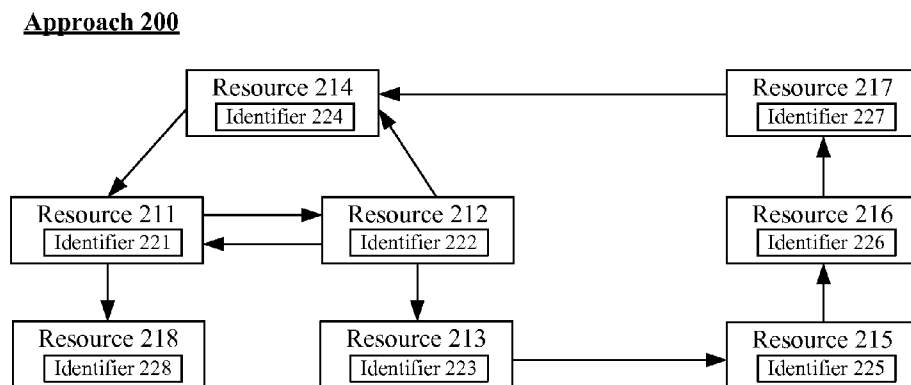 Approach 200
Resource 214
Identifier 224
Resource 217
Identifier 227
Resource 211
Identifier 221
Resource 212
Identifier 222
Resource 216
Identifier 226
Resource 218
Identifier 228
Resource 213
Identifier 223
Resource 215
Identifier 225